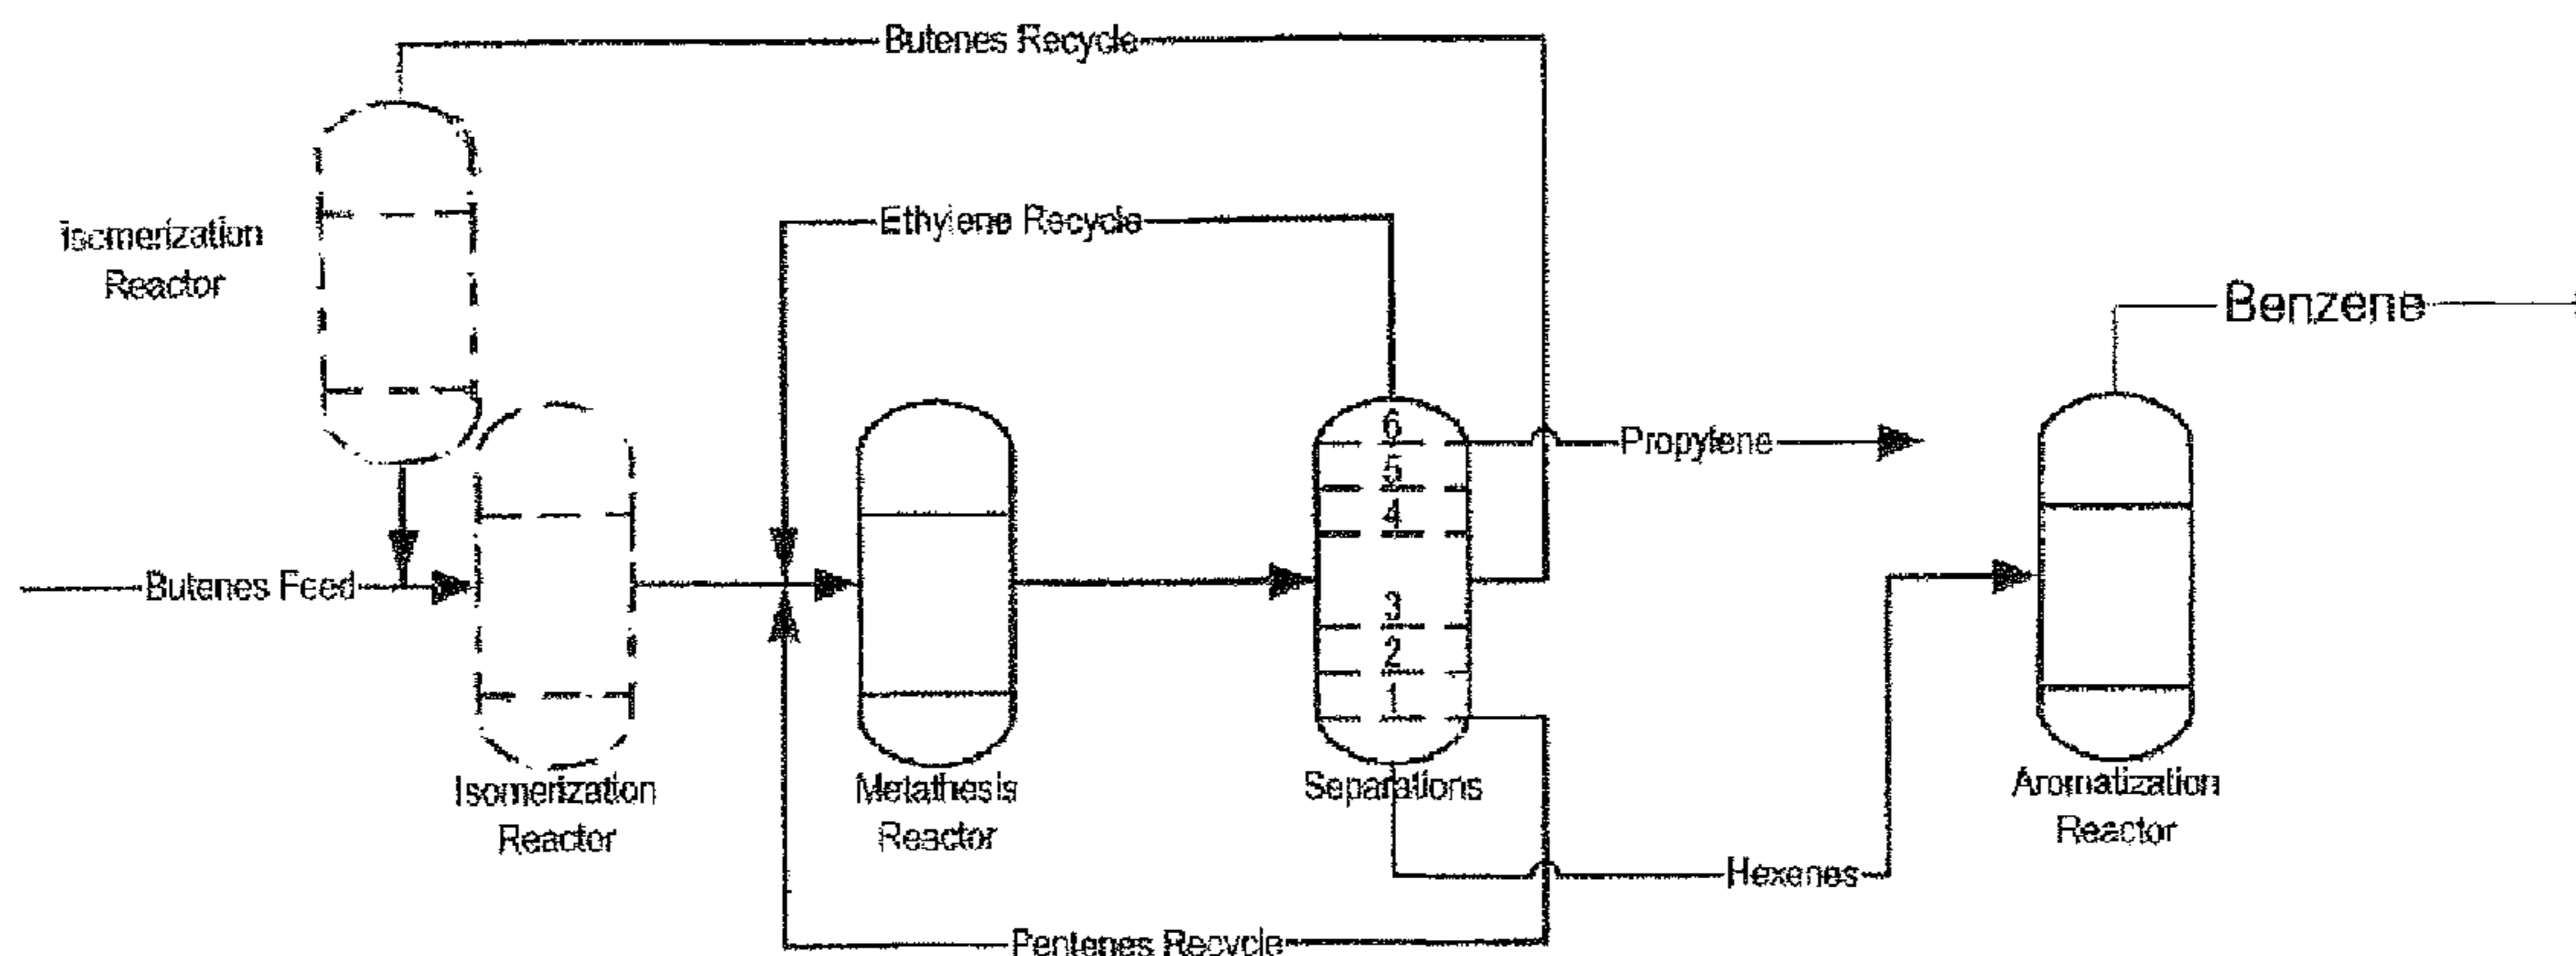 Butenes Recycle
Isomerization
Reactor
Ethylene Recycle
Benzene
6
Propylene
5
4
Butenes Feed
3
2
1
Isomerization
Reactor
Metathesis
Reactor
Separations
Aromatization
Reactor
Hexenes
Pentenes Recycle